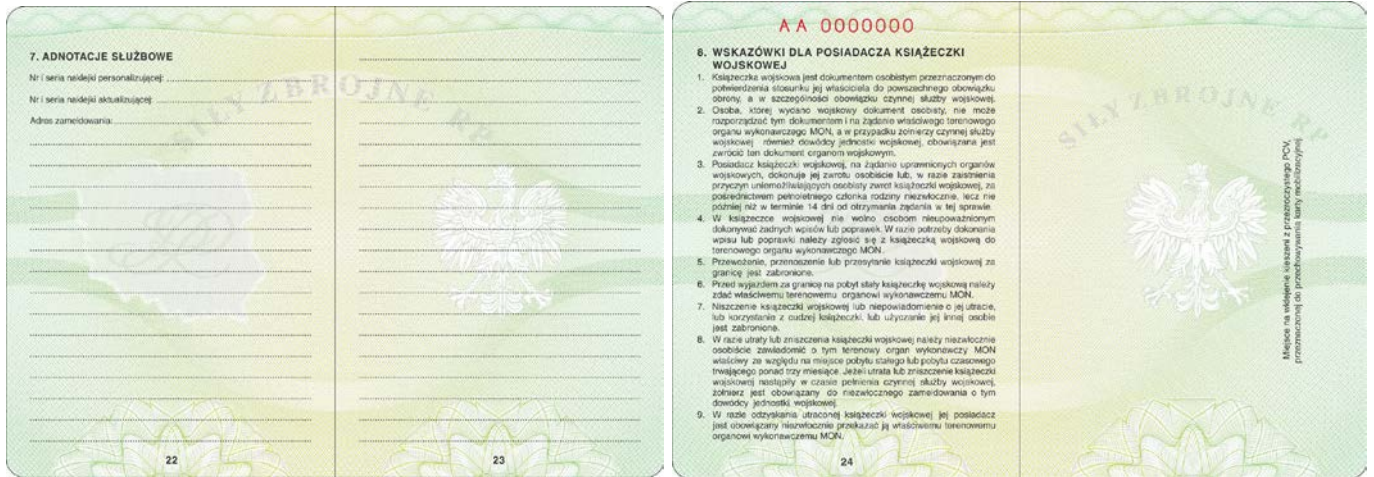 7. ADNOTACJE SŁUŻBOWE
Nr i seria naklejki personalizującej:
Nr i seria naklejki aktualizującej:
Adres zameldowania:
SIŁY ZBROJNE RP
22
23
AA 0000000
8. WSKAZÓWKI DLA POSIADACZA KSIĄŻECZKI
WOJSKOWEJ
1. Książeczka wojskowa jest dokumentem osobistym przeznaczonym do
potwierdzenia stosunku jej właściciela do powszechnego obowiązku
obrony, a w szczególności obowiązku czynnej służby wojskowej.
2. Osoba, której wydano wojskowy dokument osobisty, nie może
rozporządzać tym dokumentem i na żądanie właściwego terenowego
organu wykonawczego MON, a w przypadku żołnierzy czynnej służby
wojskowej również dowódcy jednostki wojskowej, obowiązana jest
zwrócić ten dokument organom wojskowym.
3. Posiadacz książeczki wojskowej, na żądanie uprawnionych organów
wojskowych, dokonuje jej zwrotu osobiście lub, w razie zaistnienia
przyczyn uniemożliwiających osobisty zwrot książeczki wojskowej, za
pośrednictwem pełnoletniego członka rodziny niezwłocznie, lecz nie
później niż w terminie 14 dni od otrzymania żądania w tej sprawie.
4. W książeczce wojskowej nie wolno osobom nieupoważnionym
dokonywać żadnych wpisów lub poprawek. W razie potrzeby dokonania
wpisu lub poprawki należy zgłosić się z książeczką wojskową do
terenowego organu wykonawczego MON.
5. Przewożenie, przenoszenie lub przesyłanie książeczki wojskowej za
granicę jest zabronione.
6. Przed wyjazdem za granicę na pobyt stały książeczkę wojskową należy
zdać właściwemu terenowemu organowi wykonawczemu MON.
7. Niszczenie książeczki wojskowej lub niepowiadomienie o jej utracie,
lub korzystanie z cudzej książeczki, lub użyczanie jej innej osobie
jest zabronione.
8. W razie utraty lub zniszczenia książeczki wojskowej należy niezwłocznie
osobiście zawiadomić o tym terenowy organ wykonawczy MON
właściwy ze względu na miejsce pobytu stałego lub pobytu czasowego
trwającego ponad trzy miesiące. Jeżeli utrata lub zniszczenie książeczki
wojskowej nastąpiły w czasie pełnienia czynnej służby wojskowej,
żołnierz jest obowiązany do niezwłocznego zameldowania o tym
dowódcy jednostki wojskowej.
9. W razie odzyskania utraconej książeczki wojskowej jej posiadacz
jest obowiązany niezwłocznie przekazać ją właściwemu terenowemu
organowi wykonawczemu MON.
24
SIŁY ZBROJNE RP
Miejsce na wklejenie kieszeni z przezroczystego PCV,
przeznaczonej do przechowywania karty mobilizacyjnej